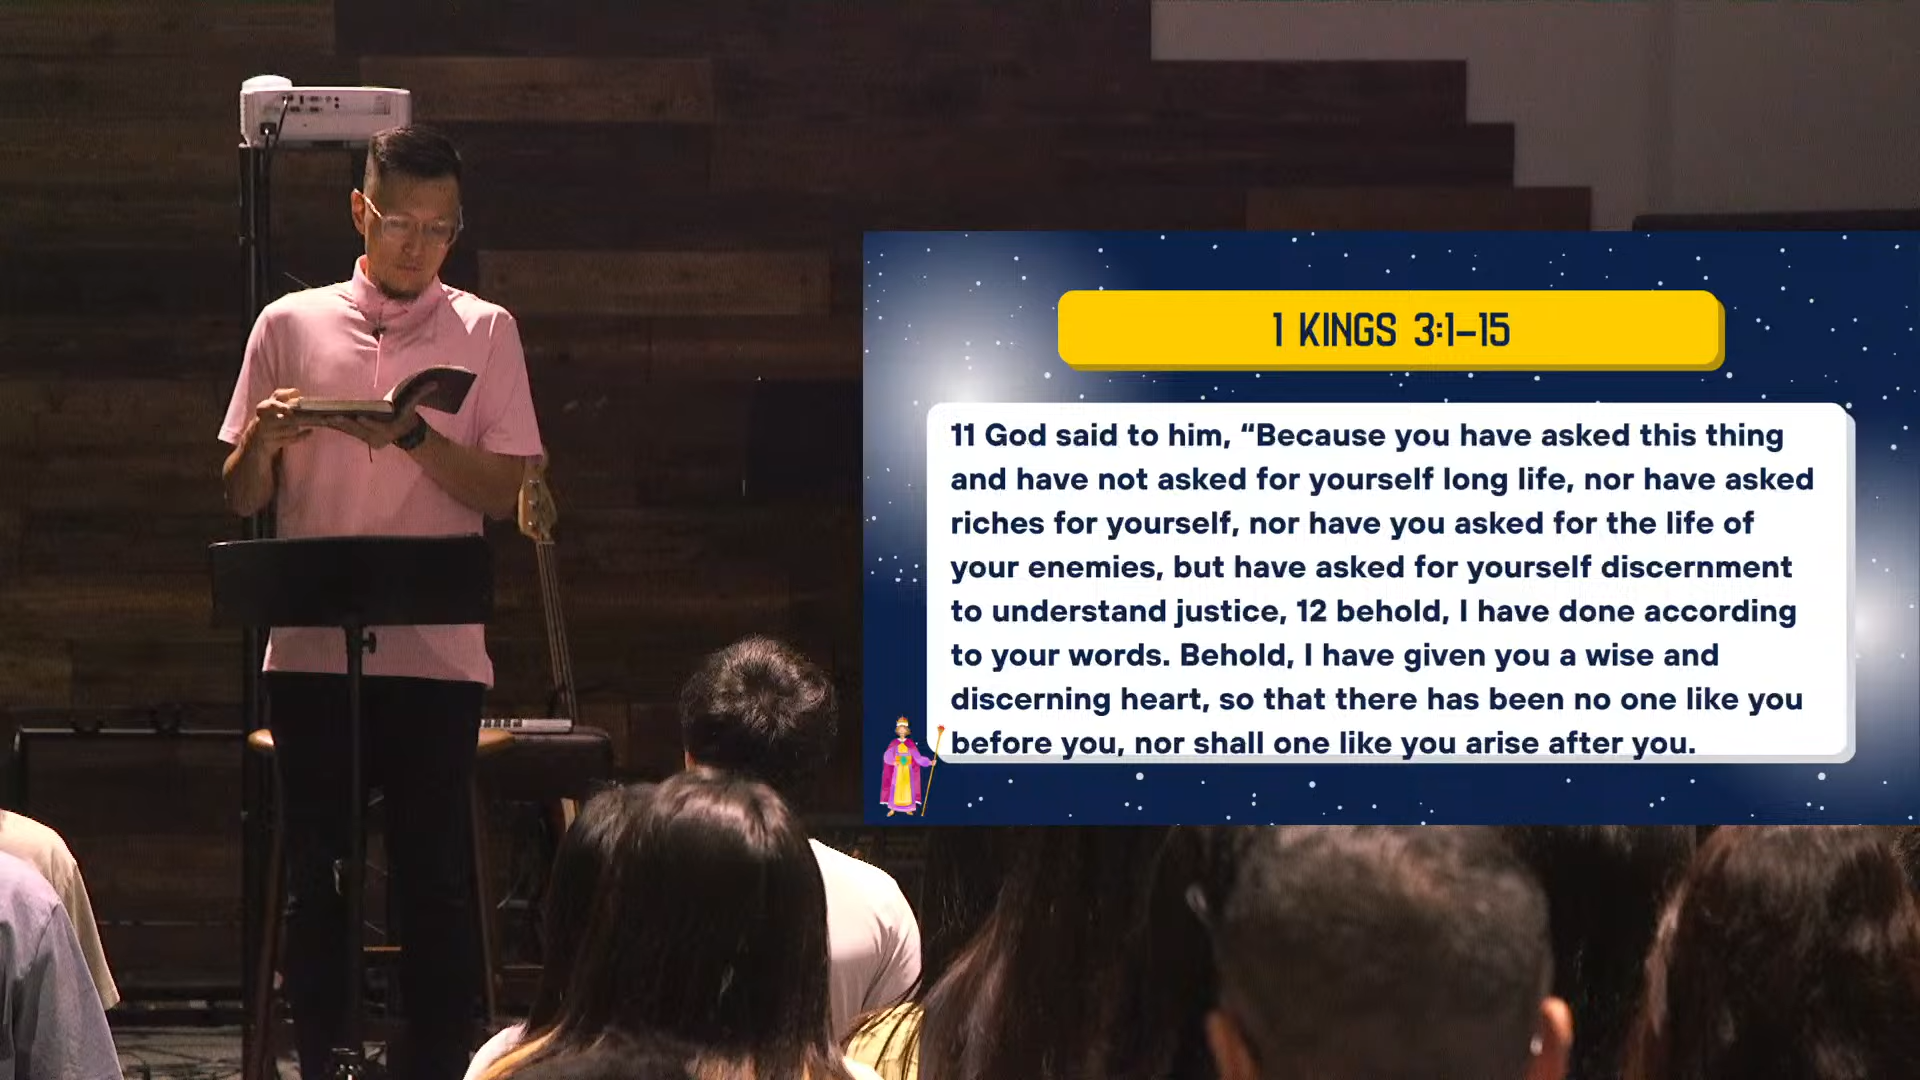 1 KINGS 3:1–15
11 God said to him, “Because you have asked this thing
and have not asked for yourself long life, nor have asked
riches for yourself, nor have you asked for the life of
your enemies, but have asked for yourself discernment
to understand justice, 12 behold, I have done according
to your words. Behold, I have given you a wise and
discerning heart, so that there has been no one like you
before you, nor shall one like you arise after you.